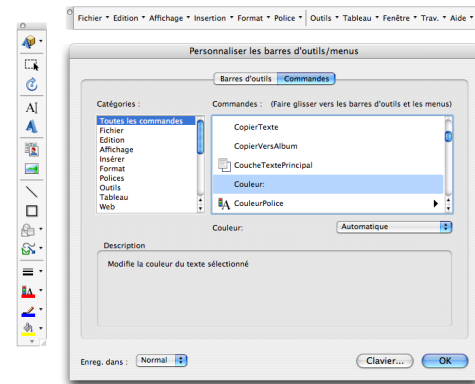 Fichier Edition Affichage Insertion Format Police Outils Tableau Fenêtre Trav. Aide
Personnaliser les barres d'outils/menus
Barres d'outils Commandes
Catégories :
Commandes : (Faire glisser vers les barres d'outils et les menus)
Toutes les commandes
Fichier
Edition
Affichage
Insérer
Format
Polices
Outils
Tableau
Web
CopierTexte
CopierVersAlbum
CoucheTextePrincipal
Couleur:
A CouleurPolice
Couleur: Automatique
Description
Modifie la couleur du texte sélectionné
Enreg. dans : Normal
Clavier... OK
A
A
A